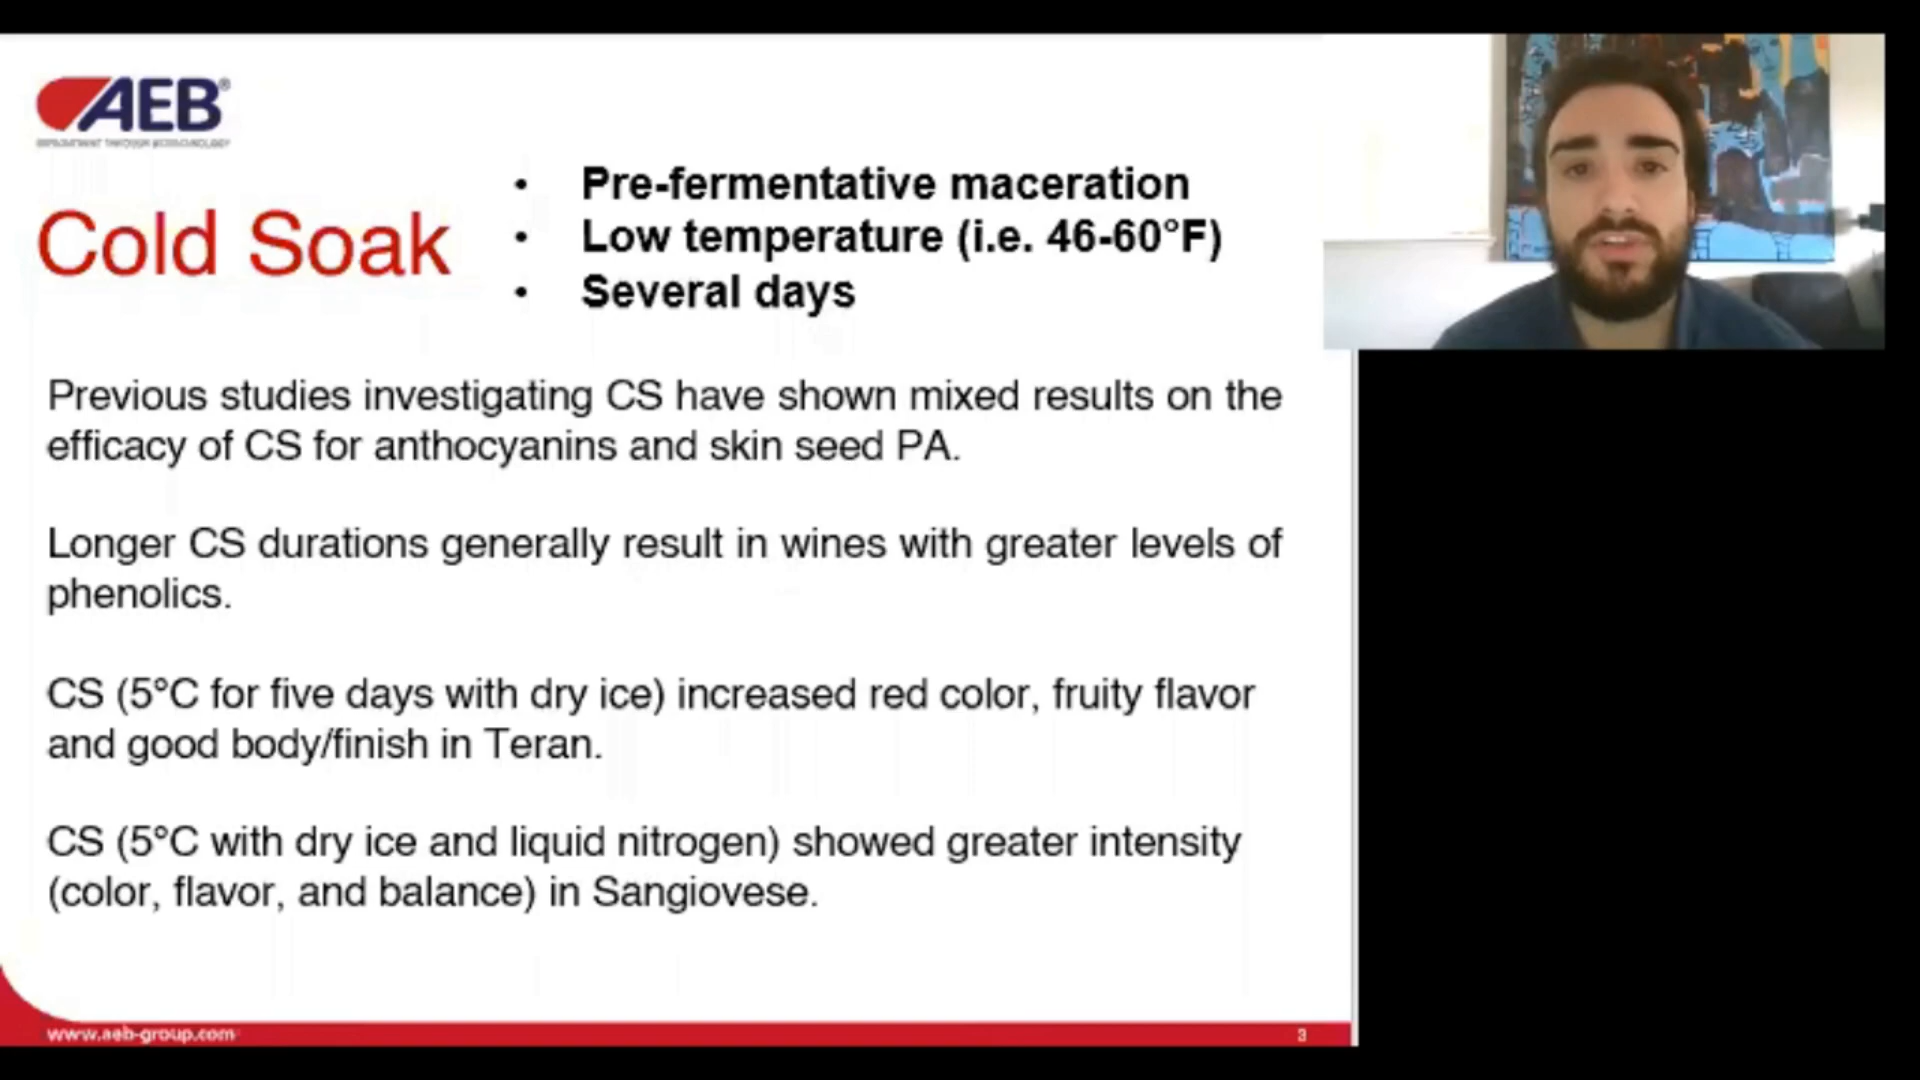 AEB®
Cold Soak
• Pre-fermentative maceration
• Low temperature (i.e. 46-60°F)
• Several days
Previous studies investigating CS have shown mixed results on the
efficacy of CS for anthocyanins and skin seed PA.
Longer CS durations generally result in wines with greater levels of
phenolics.
CS (5°C for five days with dry ice) increased red color, fruity flavor
and good body/finish in Teran.
CS (5°C with dry ice and liquid nitrogen) showed greater intensity
(color, flavor, and balance) in Sangiovese.
www.aeb-group.com
3